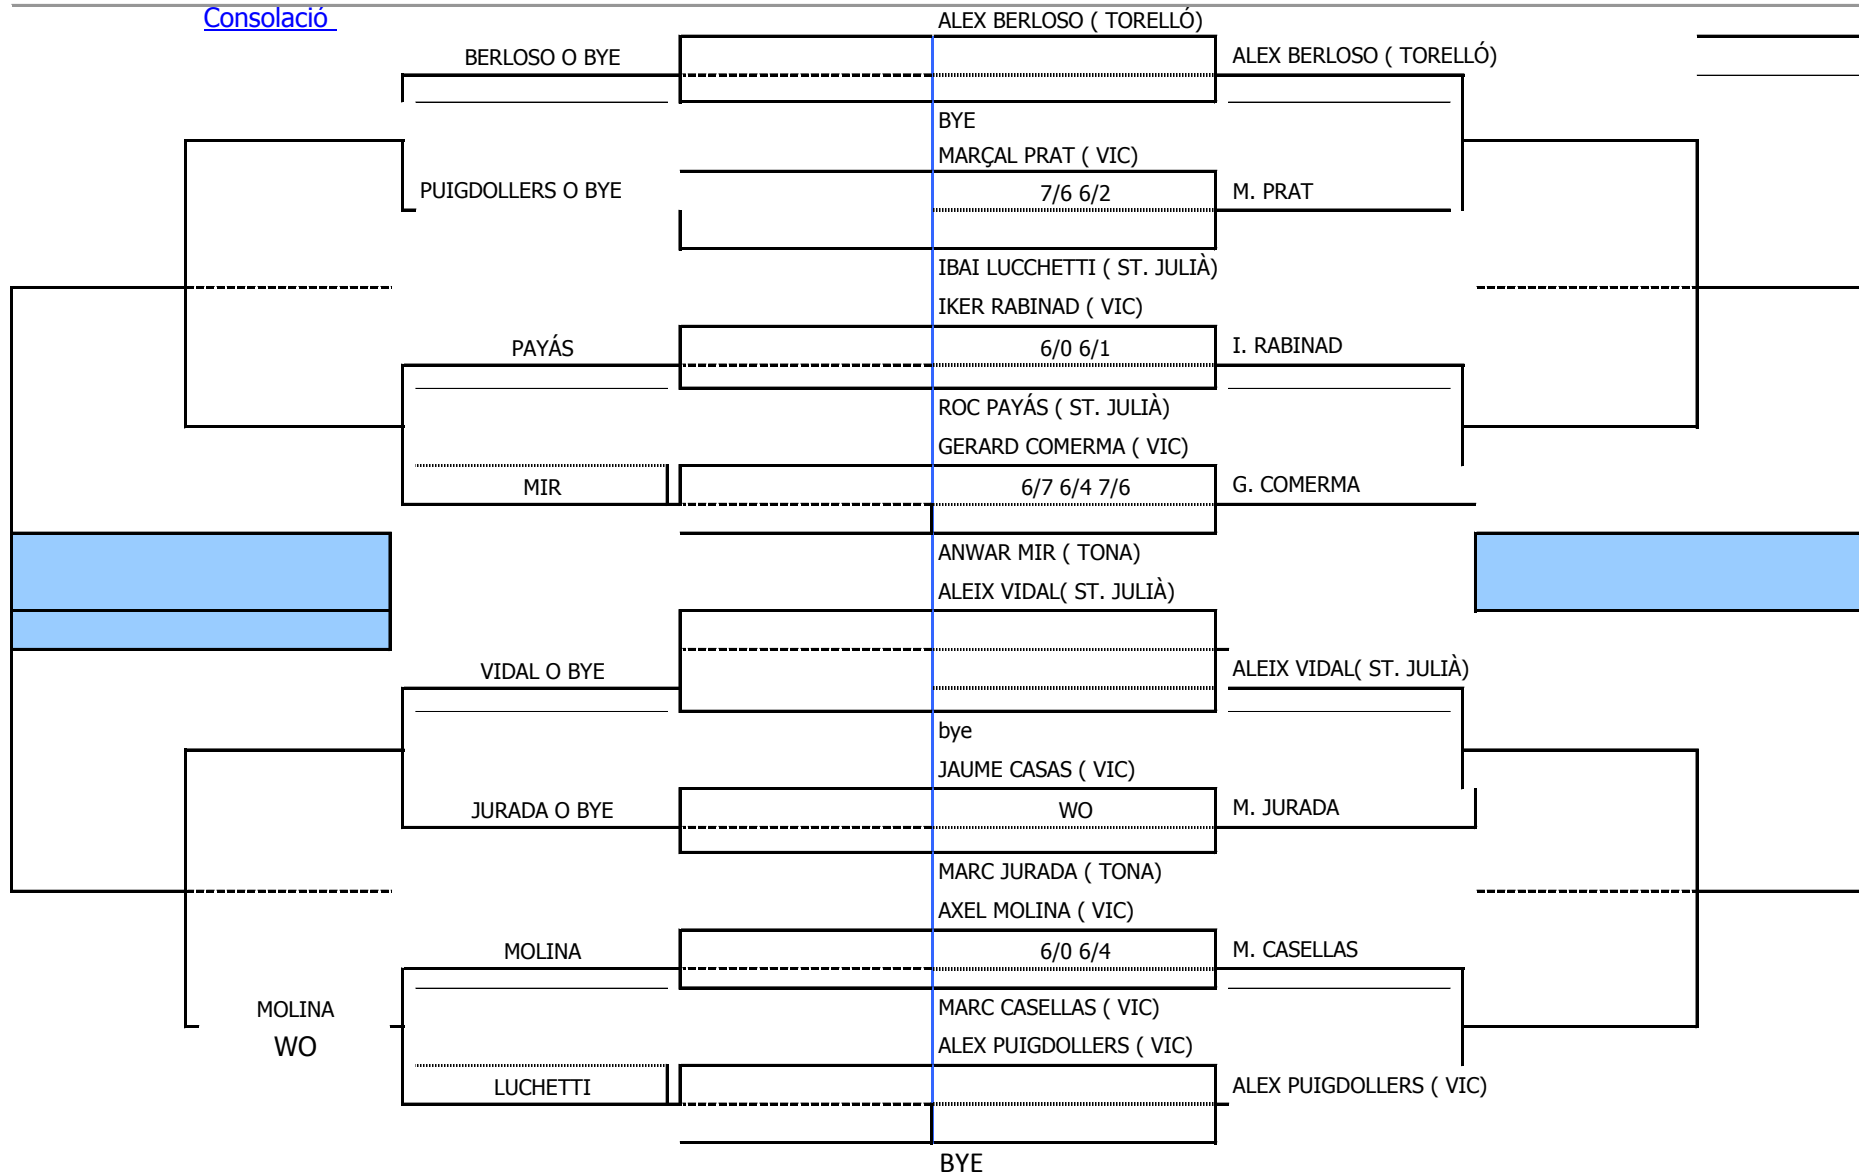 Consolació
ALEX BERLOSO ( TORELLÓ)
BERLOSO O BYE
ALEX BERLOSO ( TORELLÓ)
BYE
MARÇAL PRAT ( VIC)
PUIGDOLLERS O BYE
7/6 6/2
M. PRAT
IBAI LUCCHETTI ( ST. JULIÀ)
IKER RABINAD ( VIC)
PAYÁS
6/0 6/1
I. RABINAD
ROC PAYÁS ( ST. JULIÀ)
GERARD COMERMA ( VIC)
MIR
6/7 6/4 7/6
G. COMERMA
ANWAR MIR ( TONA)
ALEIX VIDAL( ST. JULIÀ)
VIDAL O BYE
ALEIX VIDAL( ST. JULIÀ)
bye
JAUME CASAS ( VIC)
JURADA O BYE
WO
M. JURADA
MARC JURADA ( TONA)
AXEL MOLINA ( VIC)
MOLINA
6/0 6/4
M. CASELLAS
MOLINA
MARC CASELLAS ( VIC)
WO
ALEX PUIGDOLLERS ( VIC)
LUCHETTI
ALEX PUIGDOLLERS ( VIC)
BYE